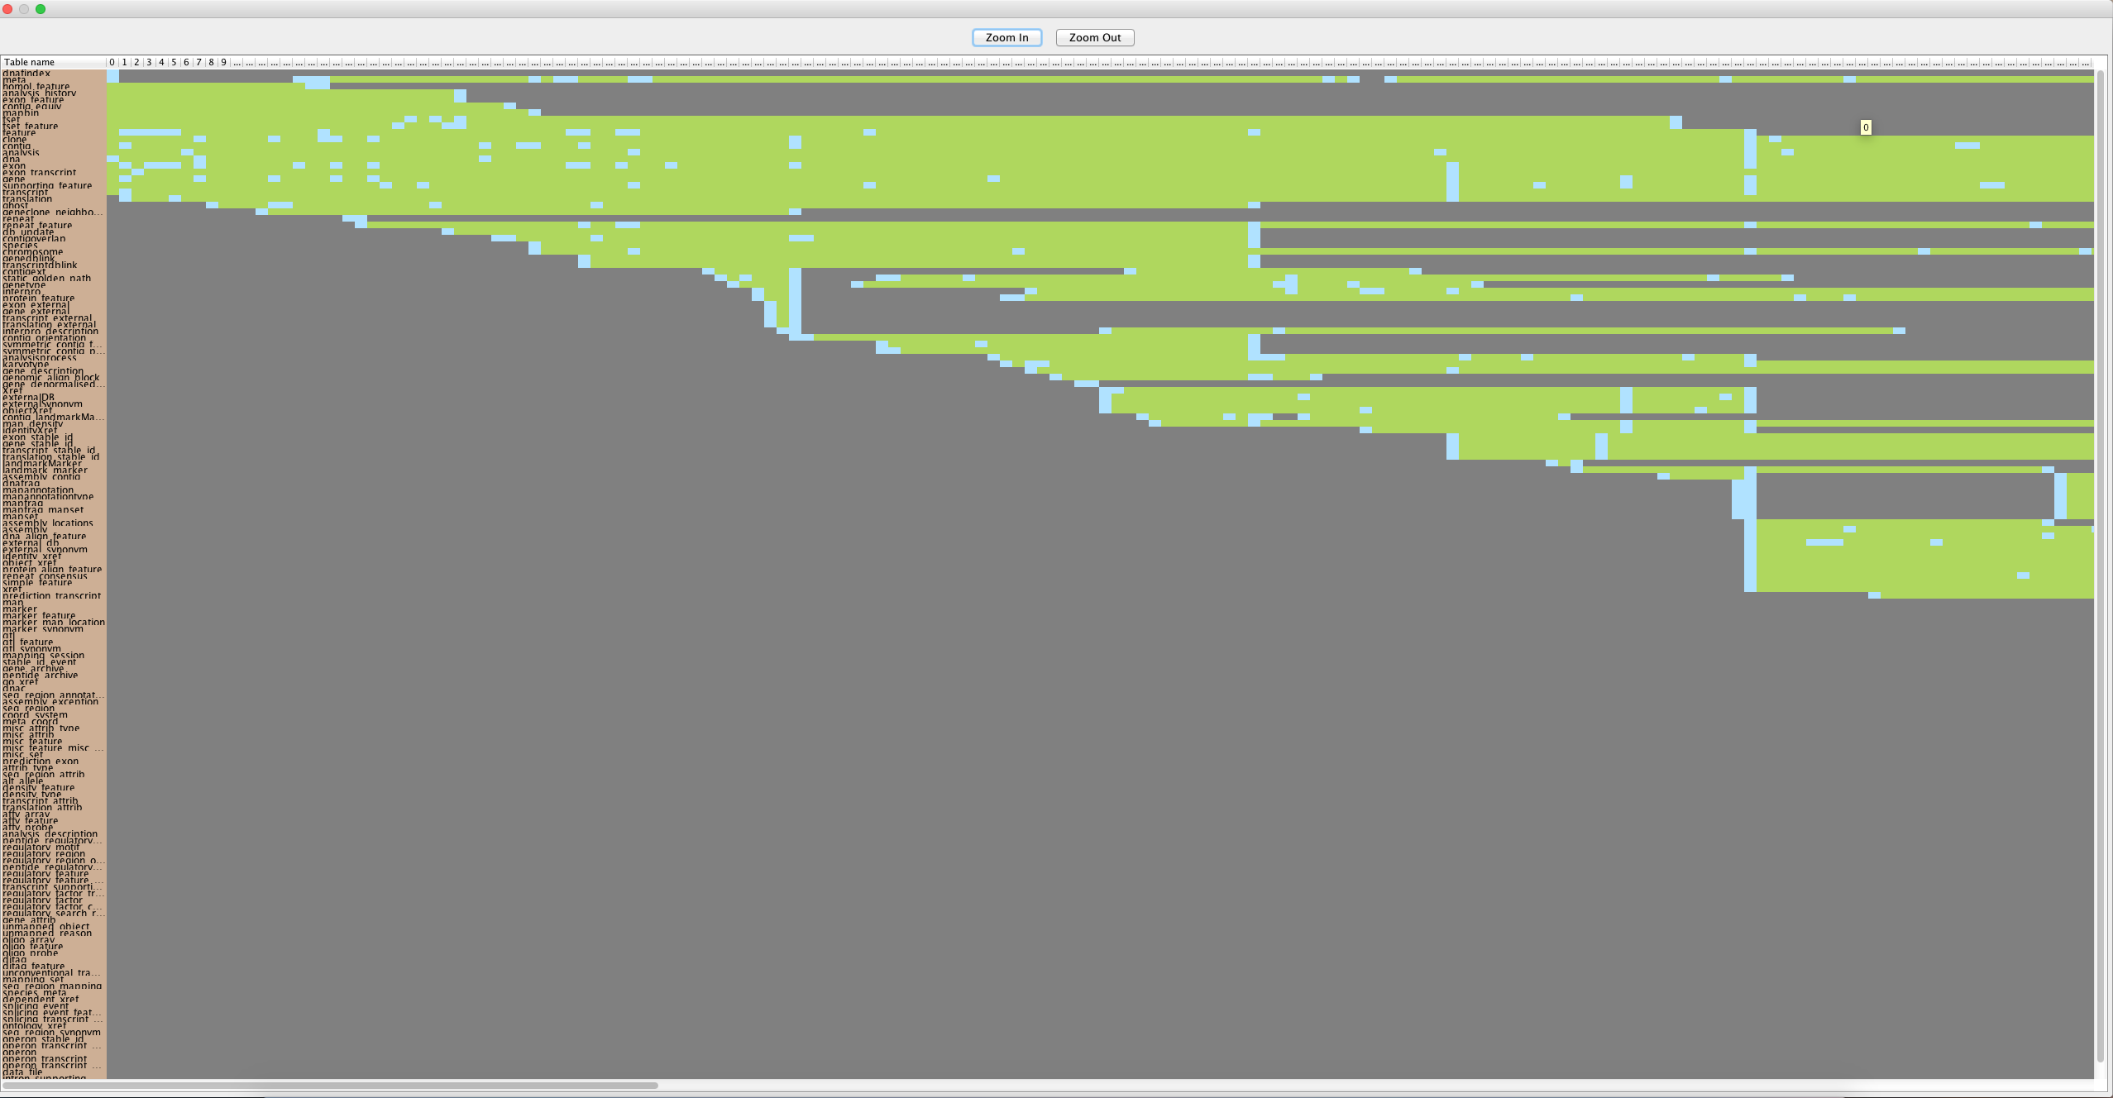 Zoom In Zoom Out
Table name 0 1 2 3 4 5 6 7 8 9 ... ... ... ... ... ... ... ... ... ... ... ... ... ... ... ... ... ... ... ... ... ... ... ... ... ... ... ... ... ... ... ... ... ... ... ... ... ... ... ... ... ... ... ... ... ... ... ... ... ... ... ... ... ... ... ... ... ... ... ... ... ... ... ... ... ... ... ... ... ... ... ... ... ... ... ... ... ... ... ... ... ... ... ... ... ... ... ... ... ... ... ... ... ... ... ... ... ... ... ... ... ... ... ... ... ... ... ... ... ... ... ... ... ... ... ... ... ... ... ... ... ... ... ... ... ... ... ... ... ... ... ... ... ... ... ... ... ... ... ...
meta
homol_feature
analysis_history
exon_feature
contig_equiv
mapbin
fset
fset_feature
feature
clone
contig
analysis
dna
exon
exon_transcript
gene
supporting_feature
transcript
translation
ghost
geneclone_neighbo...
repeat
repeat_feature
db_update
contigoverlap
species
chromosome
genedblink
transcriptdblink
contigext
static_golden_path
genetype
interpro
protein_feature
exon_external
gene_external
transcript_external
translation_external
interpro_description
contig_orientation
symmetric_contig_f...
symmetric_contig_p...
analysisprocess
karyotype
gene_description
genomic_align_block
gene_denormalised...
Xref
externalDB
externalSynonym
objectXref
contig_landmarkMa...
map_density
identityXref
exon_stable_id
gene_stable_id
transcript_stable_id
translation_stable_id
landmarkMarker
landmark_marker
assembly_contig
dnafrag
mapannotation
mapannotationtype
mapfrag
mapfrag_mapset
mapset
assembly_locations
assembly
dna_align_feature
external_db
external_synonym
identity_xref
object_xref
protein_align_feature
repeat_consensus
simple_feature
xref
prediction_transcript
map
marker
marker_feature
marker_map_location
marker_synonym
qtl
qtl_feature
qtl_synonym
mapping_session
stable_id_event
gene_archive
peptide_archive
go_xref
dnac
seq_region_annotat...
assembly_exception
seq_region
coord_system
meta_coord
misc_attrib_type
misc_attrib
misc_feature
misc_feature_misc_...
misc_set
prediction_exon
attrib_type
seq_region_attrib
alt_allele
density_feature
density_type
transcript_attrib
translation_attrib
affy_array
affy_feature
affy_probe
analysis_description
peptide_regulatory...
regulatory_motif
regulatory_region
regulatory_region_o...
peptide_regulatory...
regulatory_feature
regulatory_feature_...
transcript_supporti...
regulatory_factor_tr...
regulatory_factor
regulatory_factor_c...
regulatory_search_r...
gene_attrib
unmapped_object
unmapped_reason
oligo_array
oligo_feature
oligo_probe
ditag
ditag_feature
unconventional_tra...
mapping_set
seq_region_mapping
species_meta
dependent_xref
splicing_event
splicing_event_feat...
splicing_transcript_...
ontology_xref
seq_region_synonym
operon_stable_id
operon_transcript_...
operon
operon_transcript
operon_transcript_...
data_file
0